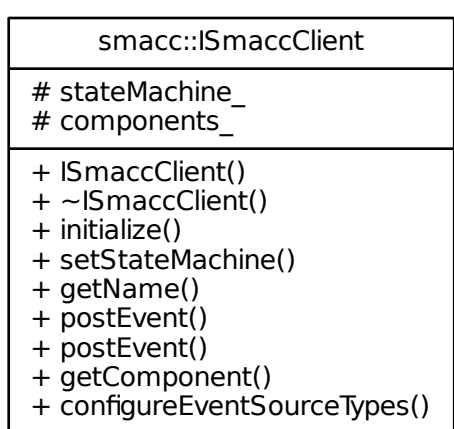 smacc::ISmaccClient
# stateMachine_
# components_
+ ISmaccClient()
+ ~ISmaccClient()
+ initialize()
+ setStateMachine()
+ getName()
+ postEvent()
+ postEvent()
+ getComponent()
+ configureEventSourceTypes()